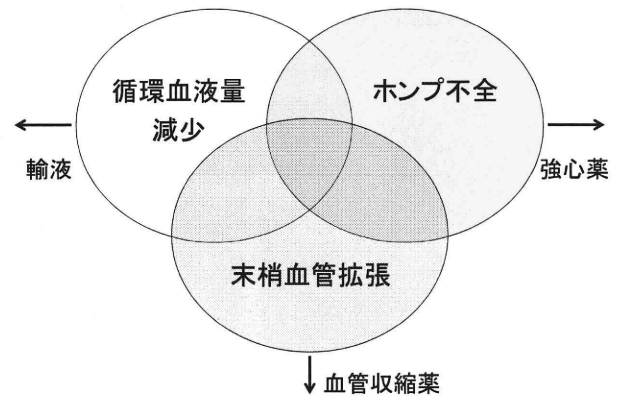 循環血液量
減少
ホンプ不全
輸液
強心薬
末梢血管拡張
血管収縮薬